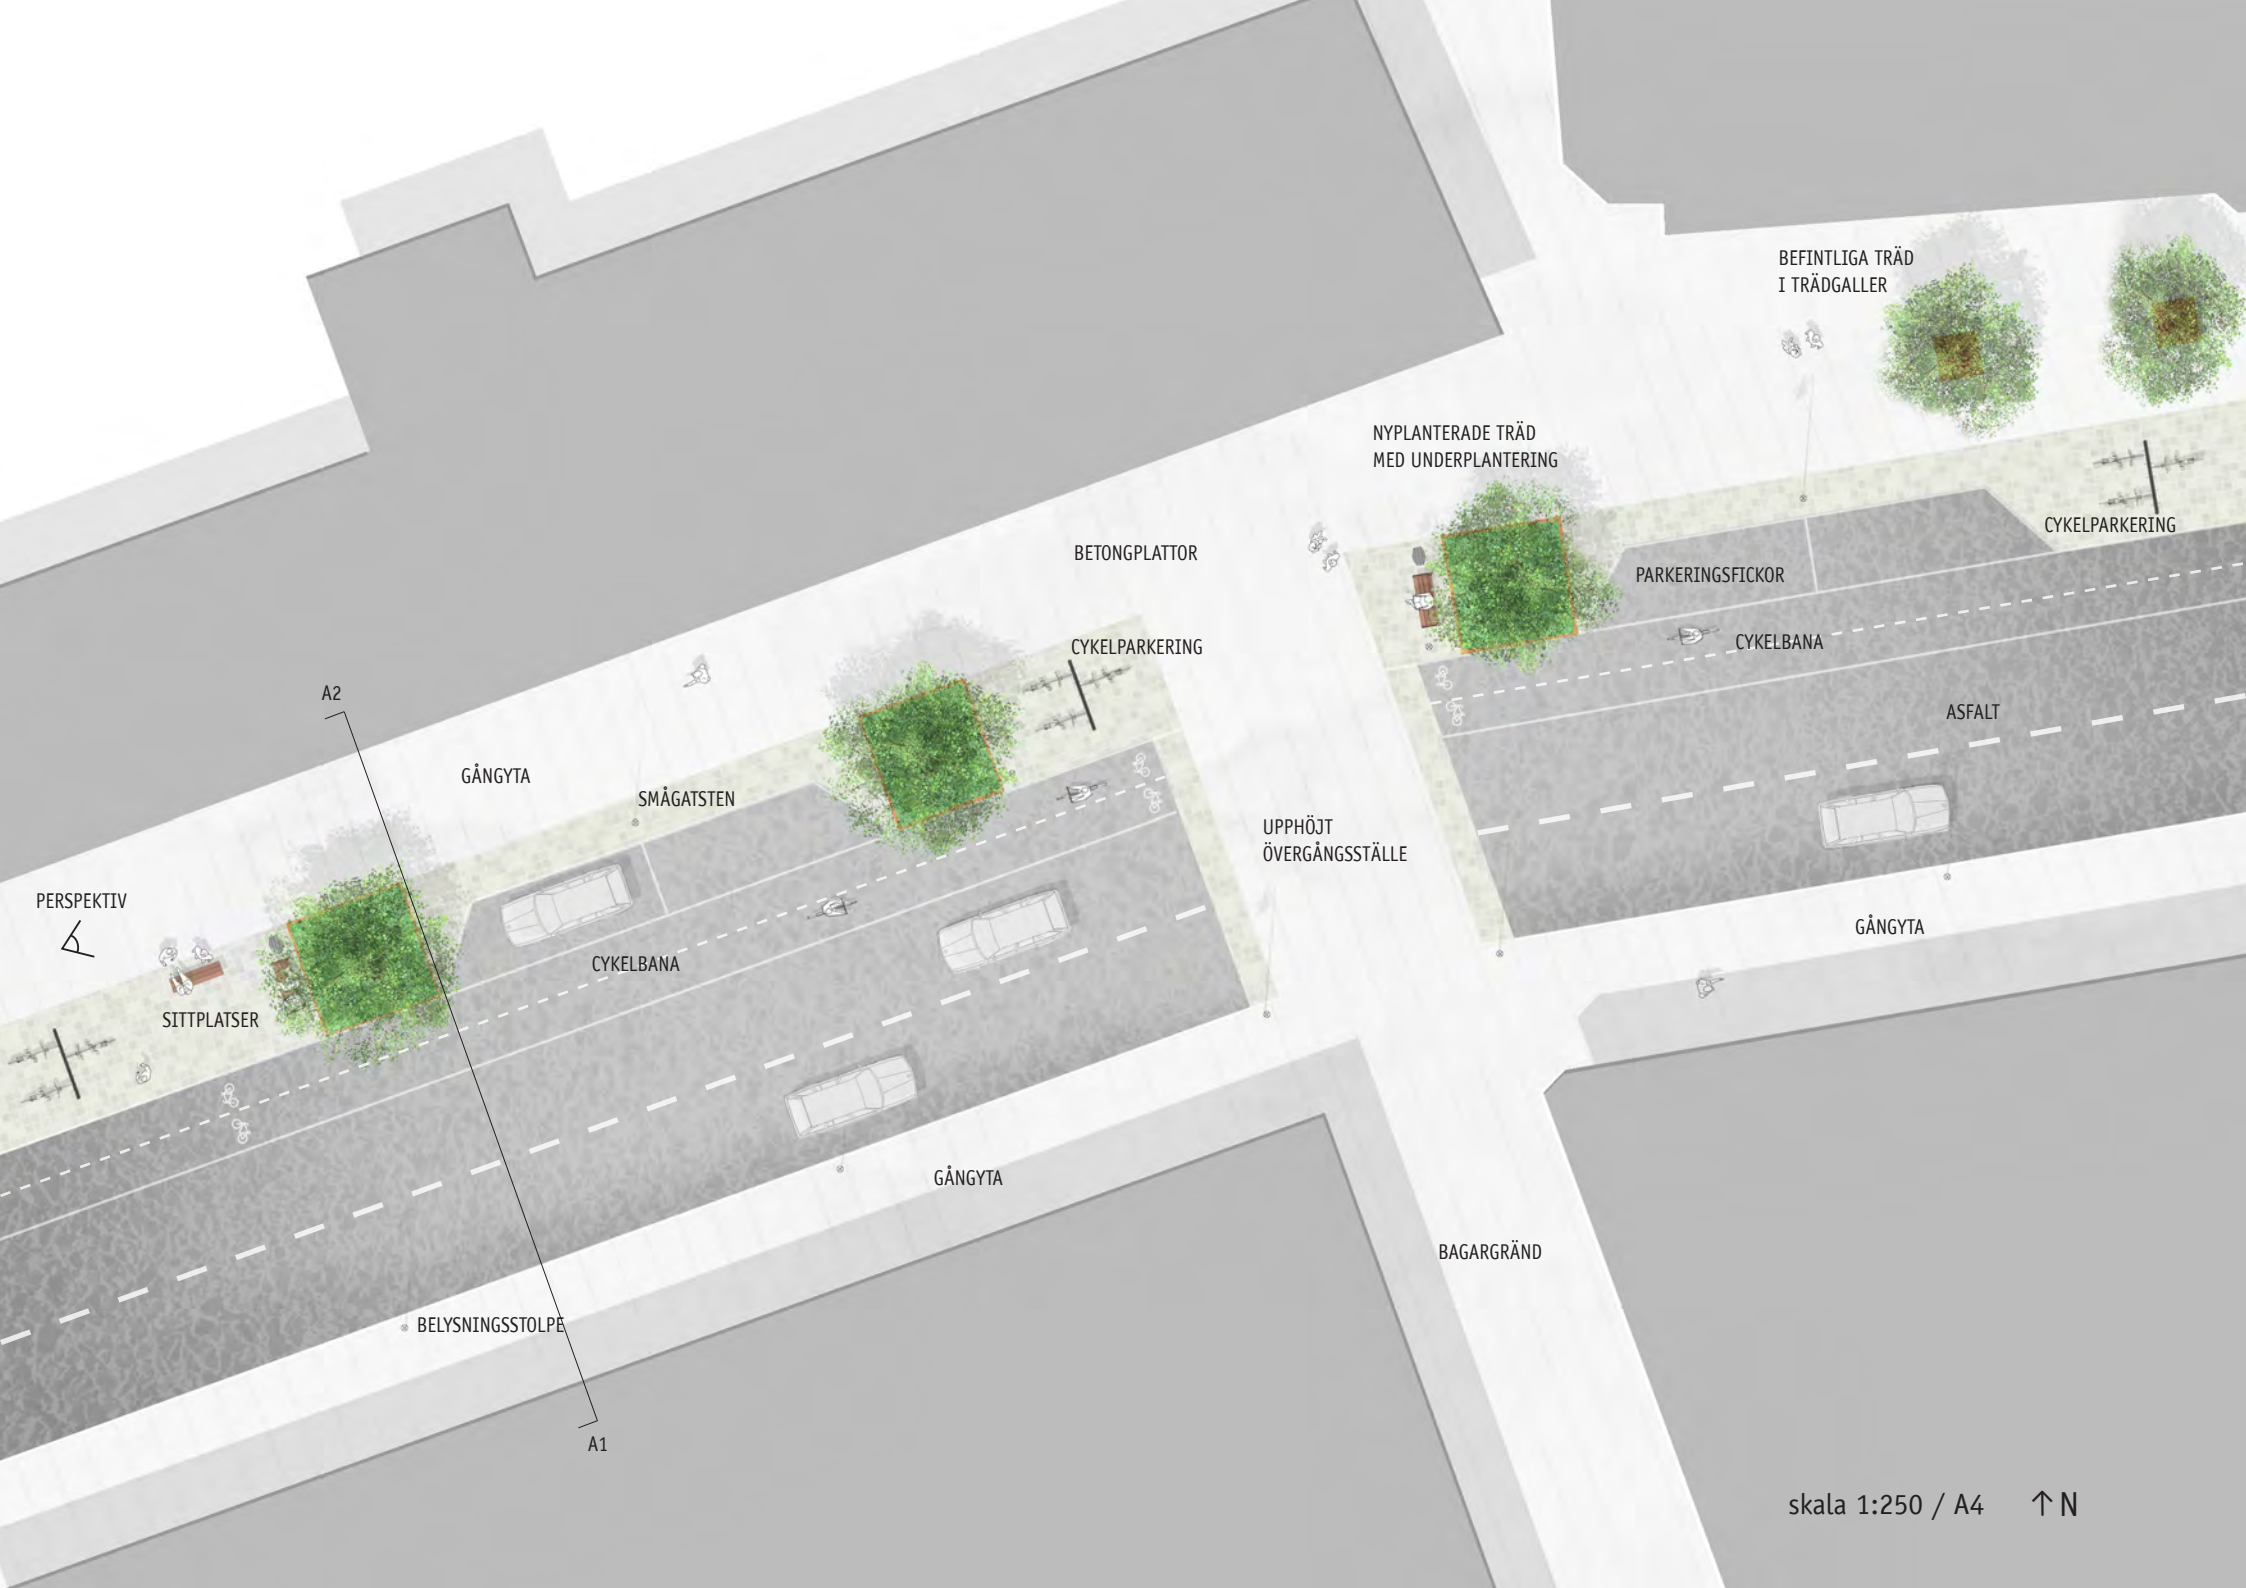 BEFINTLIGA TRÄD
I TRÄDGALLER
NYPLANTERADE TRÄD
MED UNDERPLANTERING
CYKELPARKERING
BETONGPLATTOR
PARKERINGSFICKOR
CYKELPARKERING
CYKELBANA
A2
ASFALT
GÅNGYTA
SMÅGATSTEN
UPPHÖJT
ÖVERGÅNGSSTÄLLE
PERSPEKTIV
GÅNGYTA
CYKELBANA
SITTPLATSER
GÅNGYTA
BAGARGRÄND
BELYSNINGSSTOLPE
A1
skala 1:250 / A4 ↑N